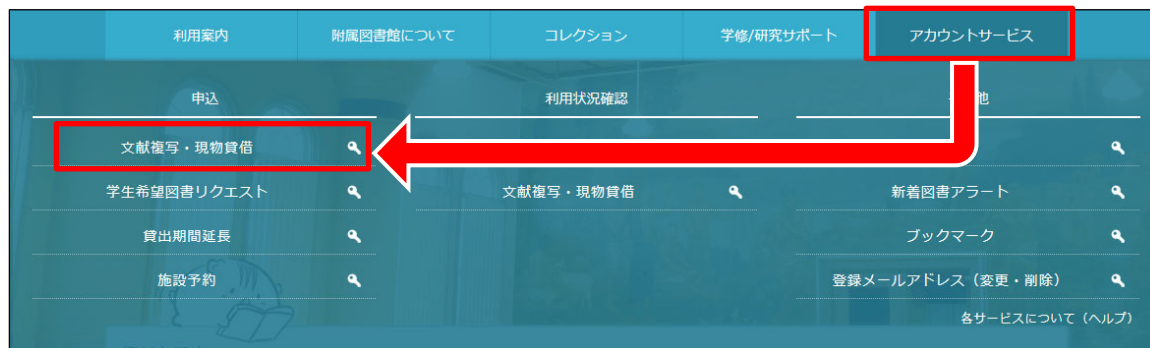 利用案内 附属図書館について コレクション 学修/研究サポート アカウントサービス
申込 利用状況確認 他
文献複写・現物貸借
学生希望図書リクエスト 文献複写・現物貸借 新着図書アラート
貸出期間延長 ブックマーク
施設予約 登録メールアドレス（変更・削除）
各サービスについて（ヘルプ）